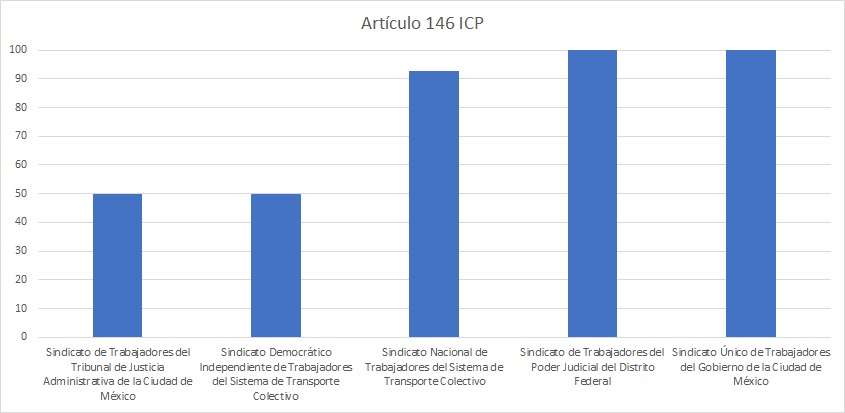 Artículo 146 ICP
100
90
80
70
60
50
40
30
20
10
0
Sindicato de Trabajadores del
Tribunal de Justicia
Administrativa de la Ciudad de
México
Sindicato Democrático
Independiente de Trabajadores
del Sistema de Transporte
Colectivo
Sindicato Nacional de
Trabajadores del Sistema de
Transporte Colectivo
Sindicato de Trabajadores del
Poder Judicial del Distrito
Federal
Sindicato Único de Trabajadores
del Gobierno de la Ciudad de
México